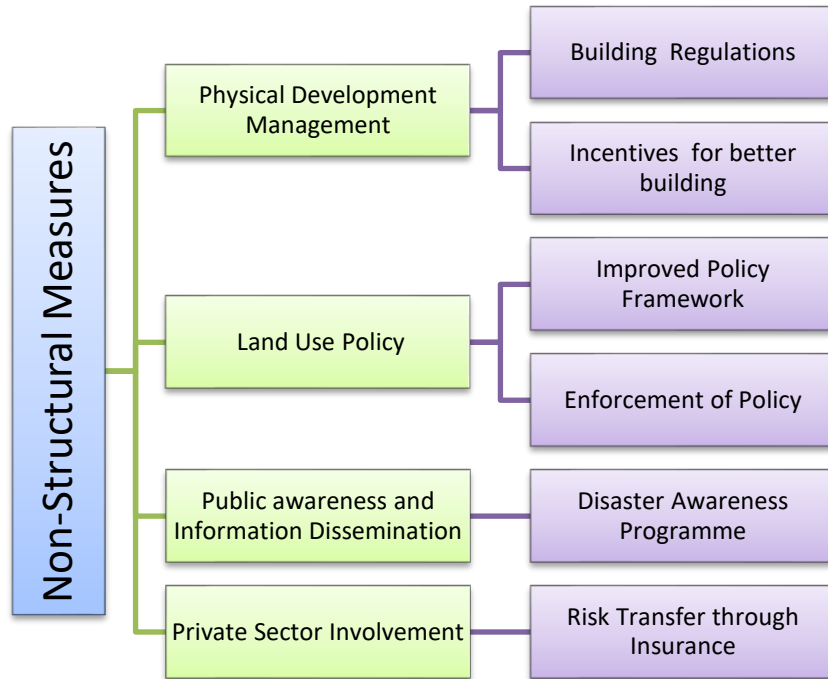 Non-Structural Measures
Physical Development
Management
Building Regulations
Incentives for better
building
Land Use Policy
Improved Policy
Framework
Enforcement of Policy
Public awareness and
Information Dissemination
Disaster Awareness
Programme
Private Sector Involvement
Risk Transfer through
Insurance